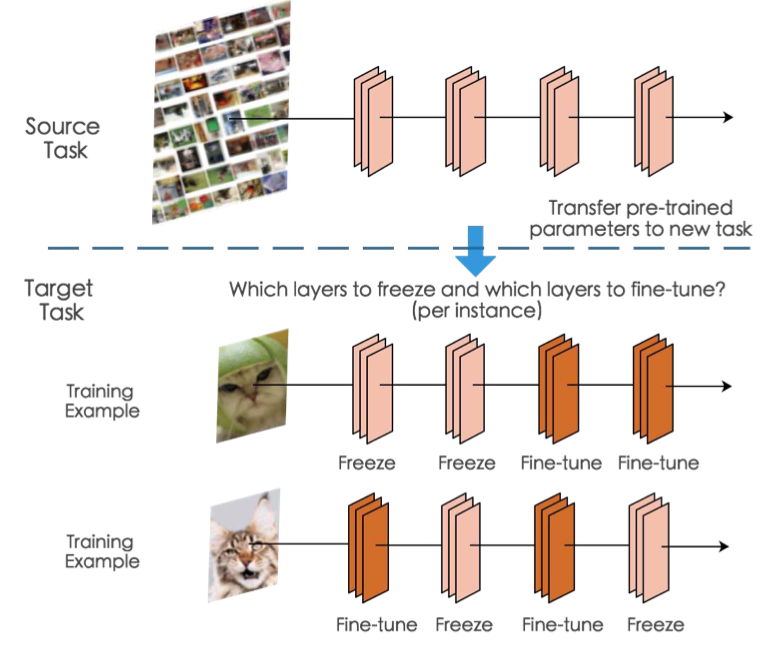 Source
Task
Transfer pre-trained
parameters to new task
Target
Task
Which layers to freeze and which layers to fine-tune?
(per instance)
Training
Example
Freeze Freeze Fine-tune Fine-tune
Training
Example
Fine-tune Freeze Fine-tune Freeze